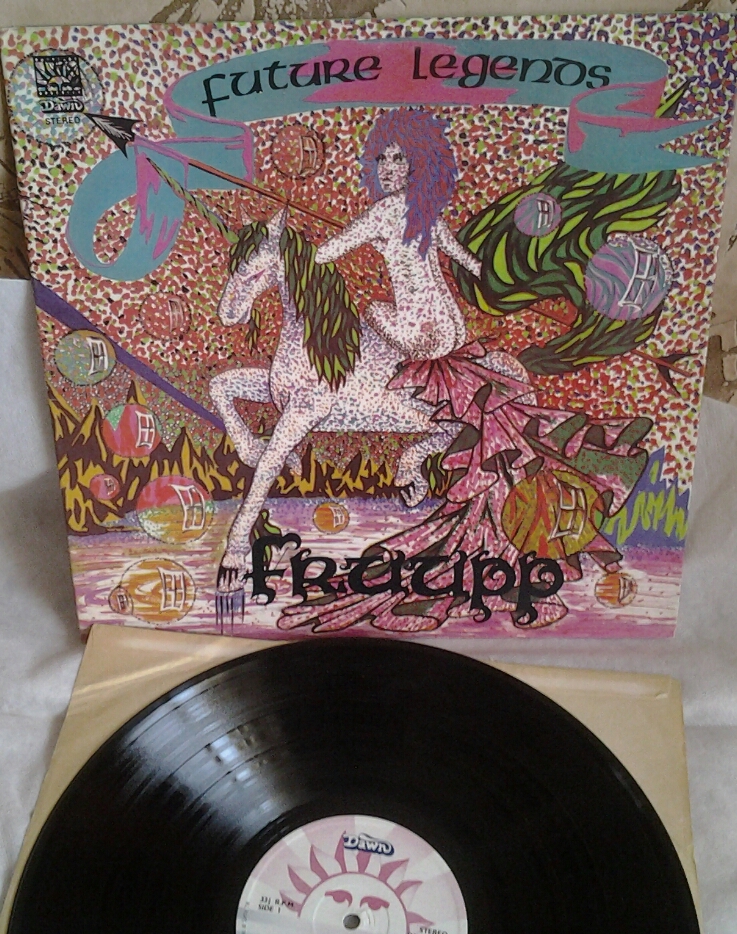 Dawn
STEREO
Future Legends
Fruupp
Dawn
33⅓ R.P.M
SIDE 1
STEREO